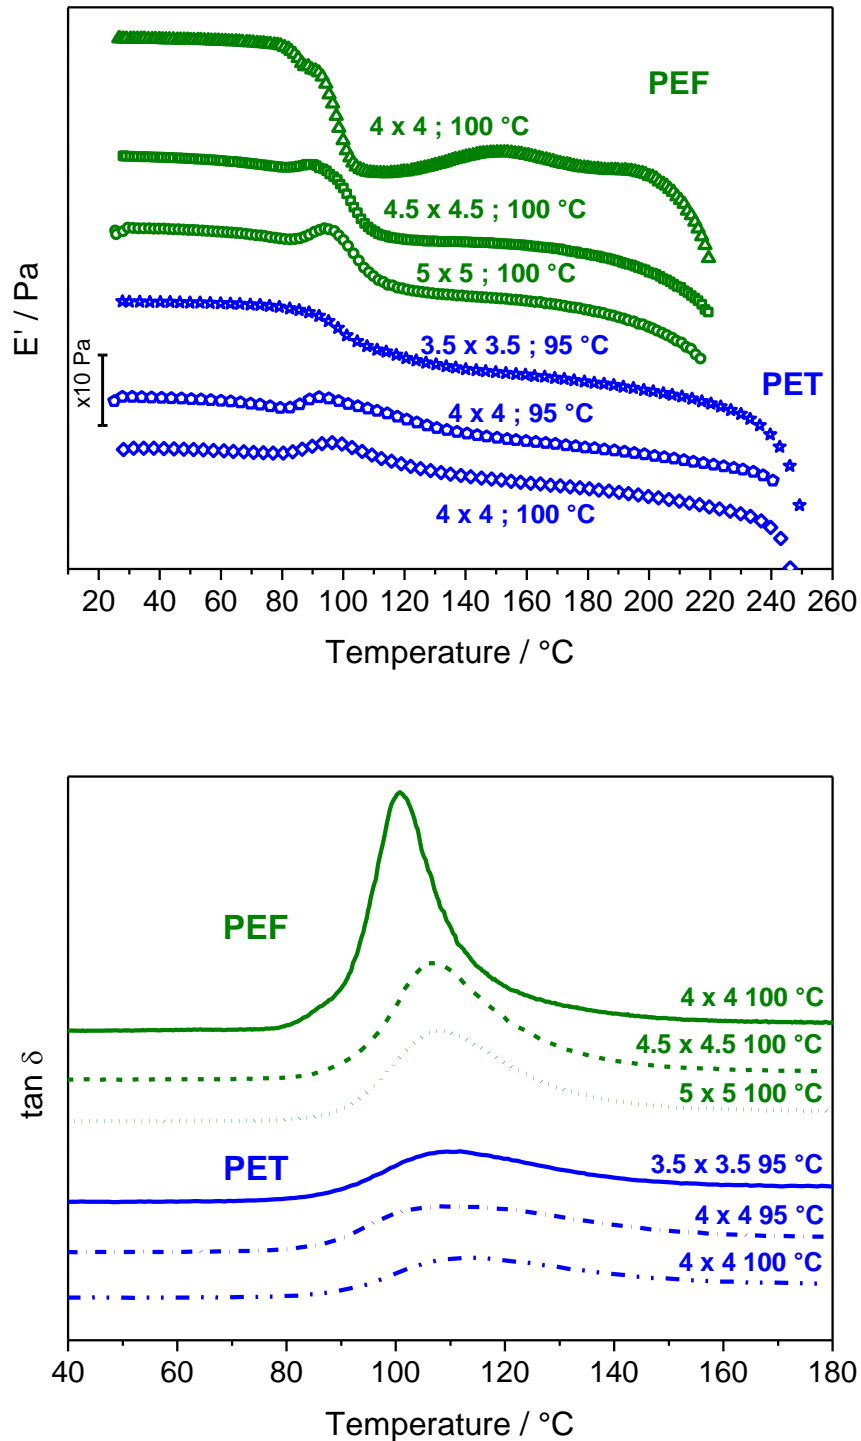 PEF
4 x 4 ; 100 °C
4.5 x 4.5 ; 100 °C
5 x 5 ; 100 °C
3.5 x 3.5 ; 95 °C
PET
4 x 4 ; 95 °C
4 x 4 ; 100 °C
E' / Pa
x10 Pa
20 40 60 80 100 120 140 160 180 200 220 240 260
Temperature / °C
PEF
4 x 4 100 °C
4.5 x 4.5 100 °C
5 x 5 100 °C
PET
3.5 x 3.5 95 °C
4 x 4 95 °C
4 x 4 100 °C
tan δ
40 60 80 100 120 140 160 180
Temperature / °C